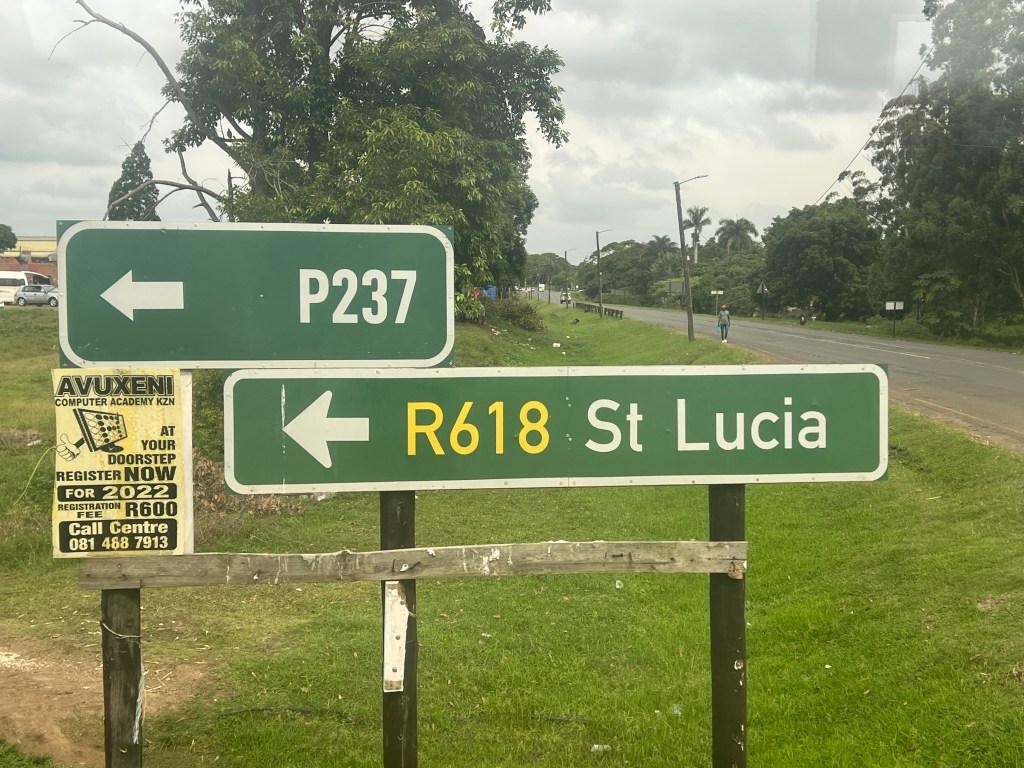 P237
R618 St Lucia
AVUXENI
COMPUTER ACADEMY KZN
AT
YOUR
DOORSTEP
REGISTER NOW
FOR 2022
REGISTRATION FEE R600
Call Centre
081 488 7913